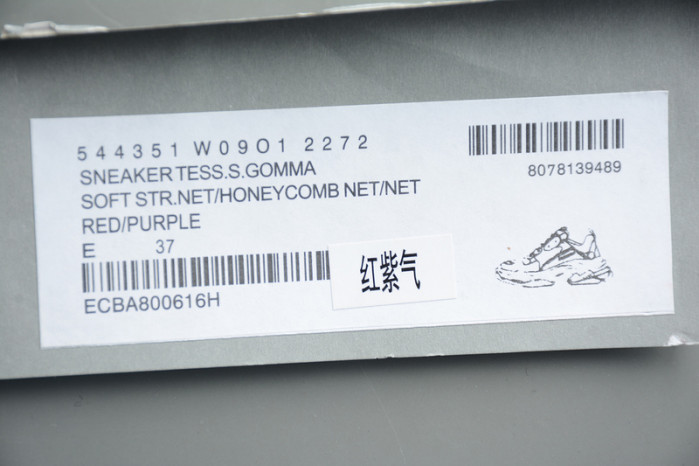 544351 W09O1 2272
SNEAKER TESS.S.GOMMA
SOFT STR.NET/HONEYCOMB NET/NET
RED/PURPLE
E 37
ECBA800616H
8078139489
红紫气